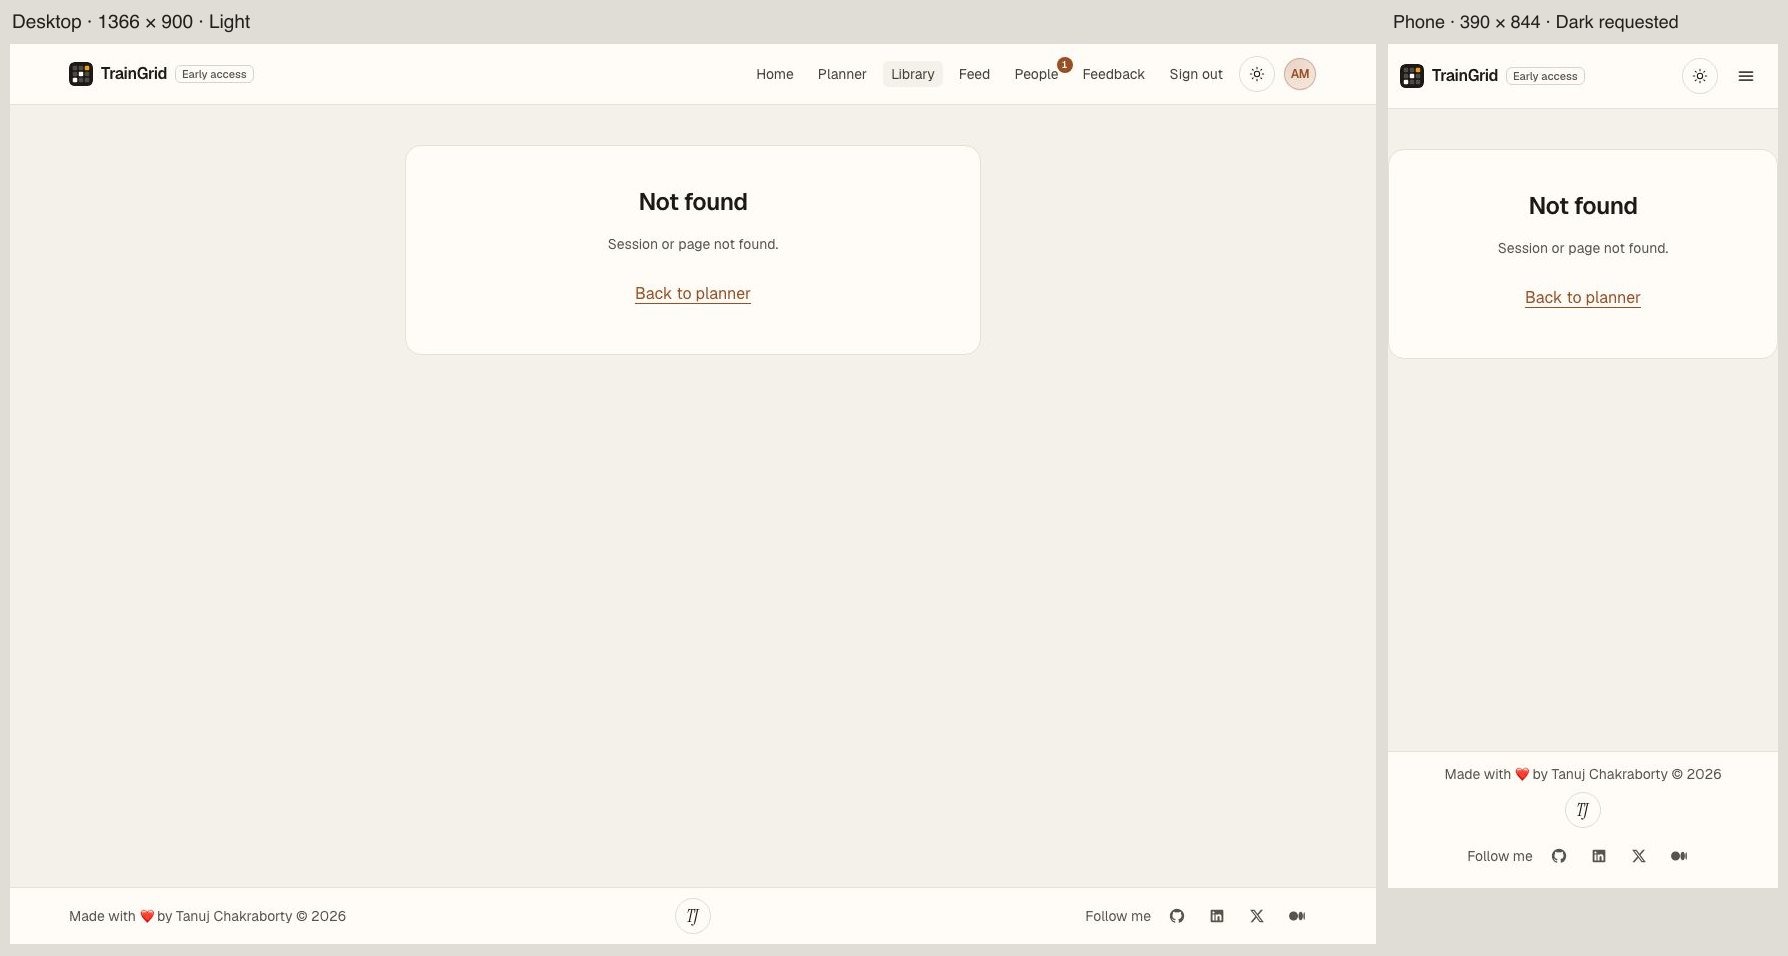 Desktop · 1366 × 900 · Light
TrainGrid Early access Home Planner Library Feed People 1 Feedback Sign out AM
Not found
Session or page not found.
Back to planner
Made with ❤️ by Tanuj Chakraborty © 2026 TJ Follow me
Phone · 390 × 844 · Dark requested
TrainGrid Early access
Not found
Session or page not found.
Back to planner
Made with ❤️ by Tanuj Chakraborty © 2026
TJ
Follow me